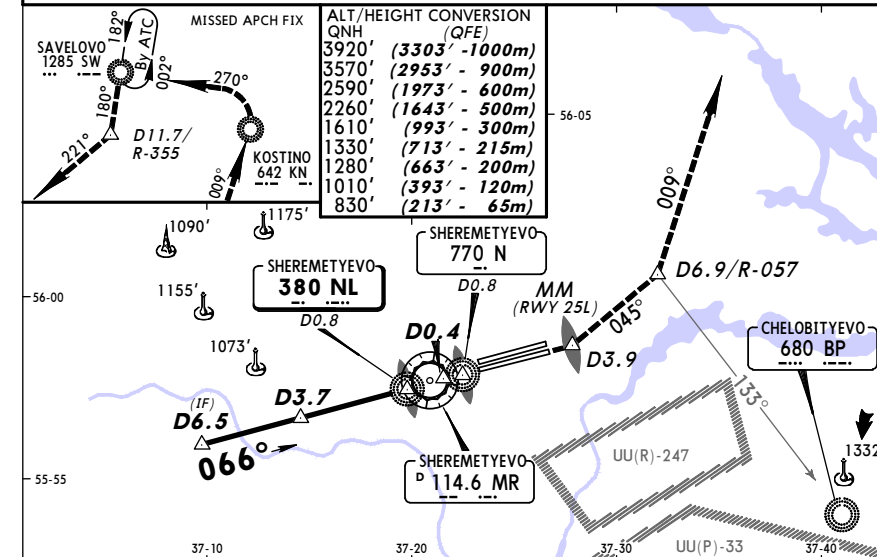 MISSED APCH FIX
SAVELOVO
1285 SW
182°
By ATC
002°
270°
180°
D11.7/
R-355
221°
KOSTINO
642 KN
009°
ALT/HEIGHT CONVERSION
QNH (QFE)
3920' (3303' -1000m)
3570' (2953' - 900m)
2590' (1973' - 600m)
2260' (1643' - 500m)
1610' (993' - 300m)
1330' (713' - 215m)
1280' (663' - 200m)
1010' (393' - 120m)
830' (213' - 65m)
56-05
009°
1090'
1175'
SHEREMETYEVO
770 N
D0.8
SHEREMETYEVO
380 NL
D0.8
56-00
1155'
MM
(RWY 25L)
045°
D6.9/R-057
D0.4
D3.9
CHELOBITYEVO
680 BP
1073'
133°
(IF)
D6.5
D3.7
066°
SHEREMETYEVO
D 114.6 MR
UU(R)-247
1332
55-55
UU(P)-33
37-10
37-20
37-30
37-40